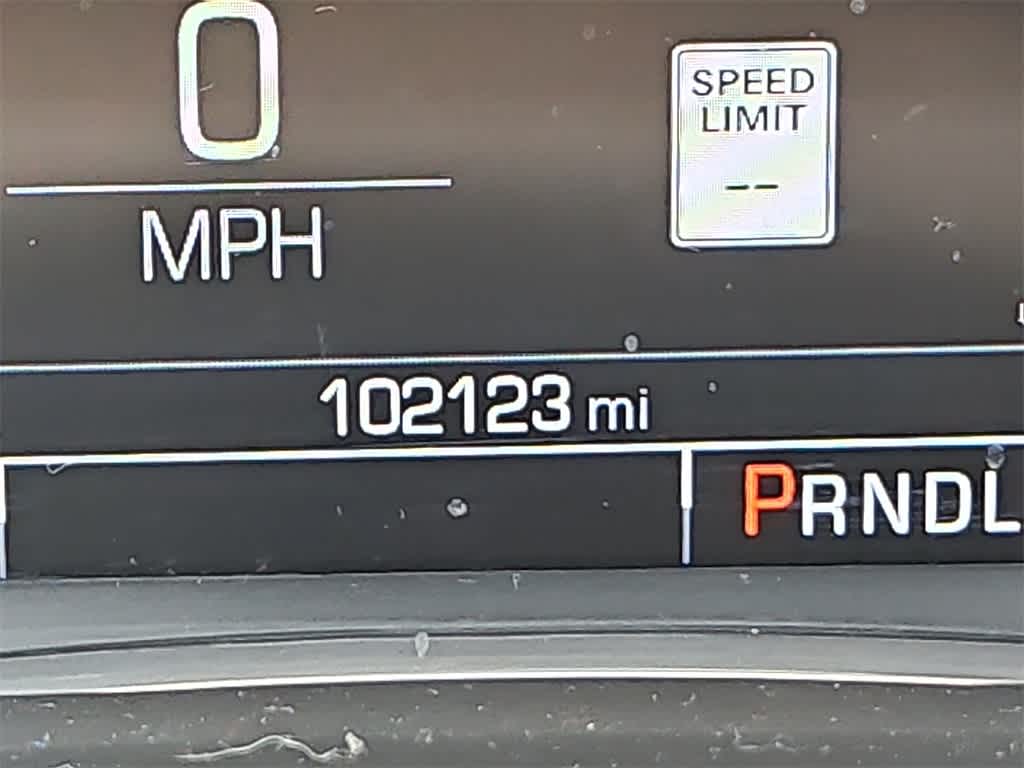 0
MPH
SPEED
LIMIT
--
102123 mi
PRNDL